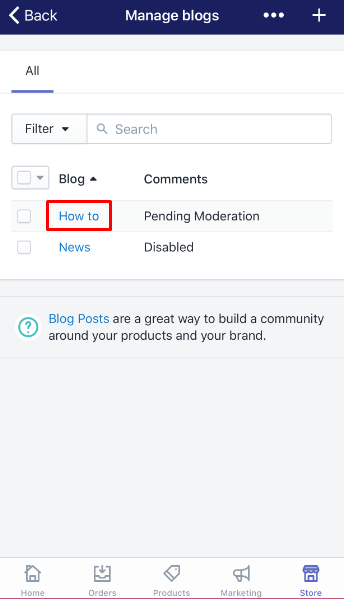 Back Manage blogs
All
Filter Search
Blog Comments
How to Pending Moderation
News Disabled
Blog Posts are a great way to build a community
around your products and your brand.
Home Orders Products Marketing Store